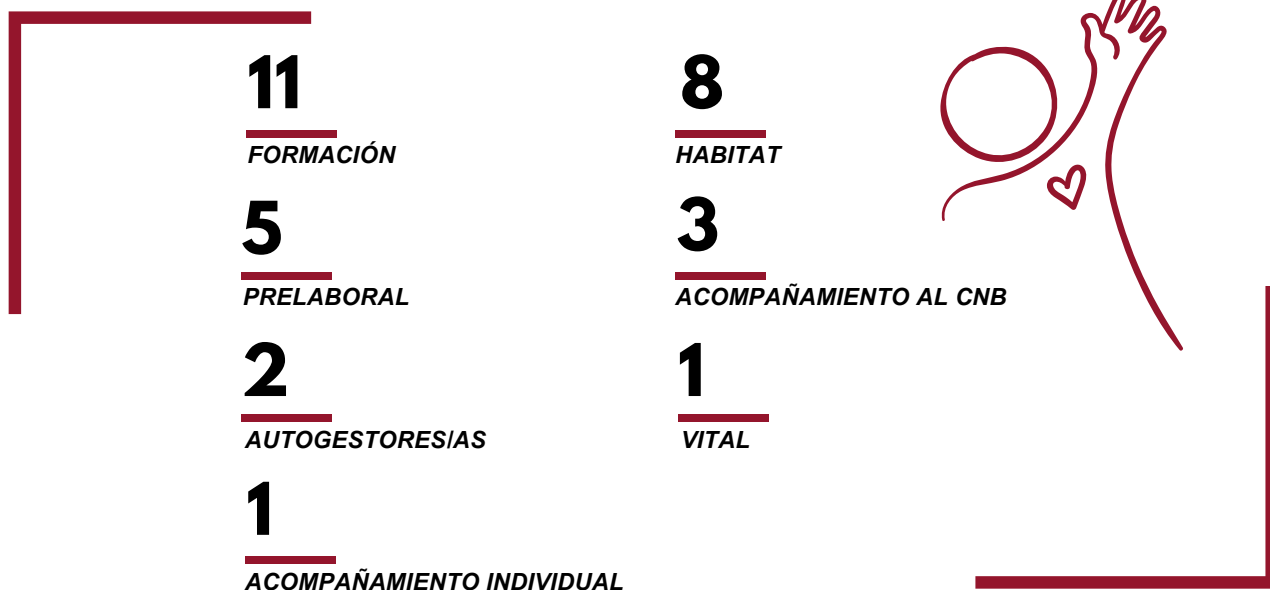 11
FORMACIÓN
5
PRELABORAL
2
AUTOGESTORES/AS
1
ACOMPAÑAMIENTO INDIVIDUAL
8
HABITAT
3
ACOMPAÑAMIENTO AL CNB
1
VITAL